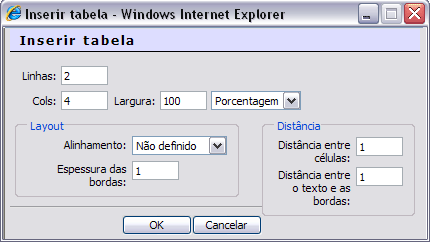 Inserir tabela - Windows Internet Explorer
Inserir tabela
Linhas: 2
Cols: 4 Largura: 100 Porcentagem
Layout
Alinhamento: Não definido
Espessura das
bordas: 1
Distância
Distância entre
células: 1
Distância entre
o texto e as
bordas: 1
OK Cancelar